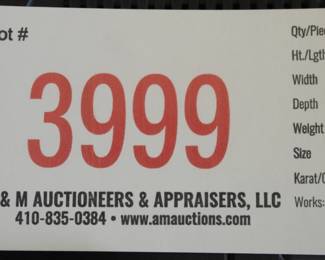 ot #
3999
& M AUCTIONEERS & APPRAISERS, LLC
410-835-0384 • www.amauctions.com
Qty/Pie
Ht./Lgth
Width
Depth
Weight
Size
Karat/
Works: